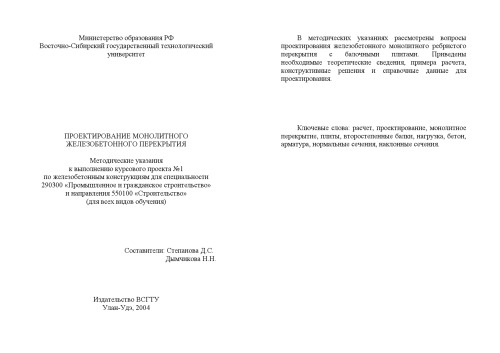 Министерство образования РФ
Восточно-Сибирский государственный технологический
университет
ПРОЕКТИРОВАНИЕ МОНОЛИТНОГО
ЖЕЛЕЗОБЕТОННОГО ПЕРЕКРЫТИЯ
Методические указания
к выполнению курсового проекта №1
по железобетонным конструкциям для специальности
290300 «Промышленное и гражданское строительство»
и направления 550100 «Строительство»
(для всех видов обучения)
Составители: Степанова Д.С.
Дымчикова Н.Н.
Издательство ВСГТУ
Улан-Удэ, 2004
В методических указаниях рассмотрены вопросы
проектирования железобетонного монолитного ребристого
перекрытия с балочными плитами. Приведены
необходимые теоретические сведения, примера расчета,
конструктивные решения и справочные данные для
проектирования.
Ключевые слова: расчет, проектирование, монолитное
перекрытие, плиты, второстепенные балки, нагрузка, бетон,
арматура, нормальные сечения, наклонные сечения.